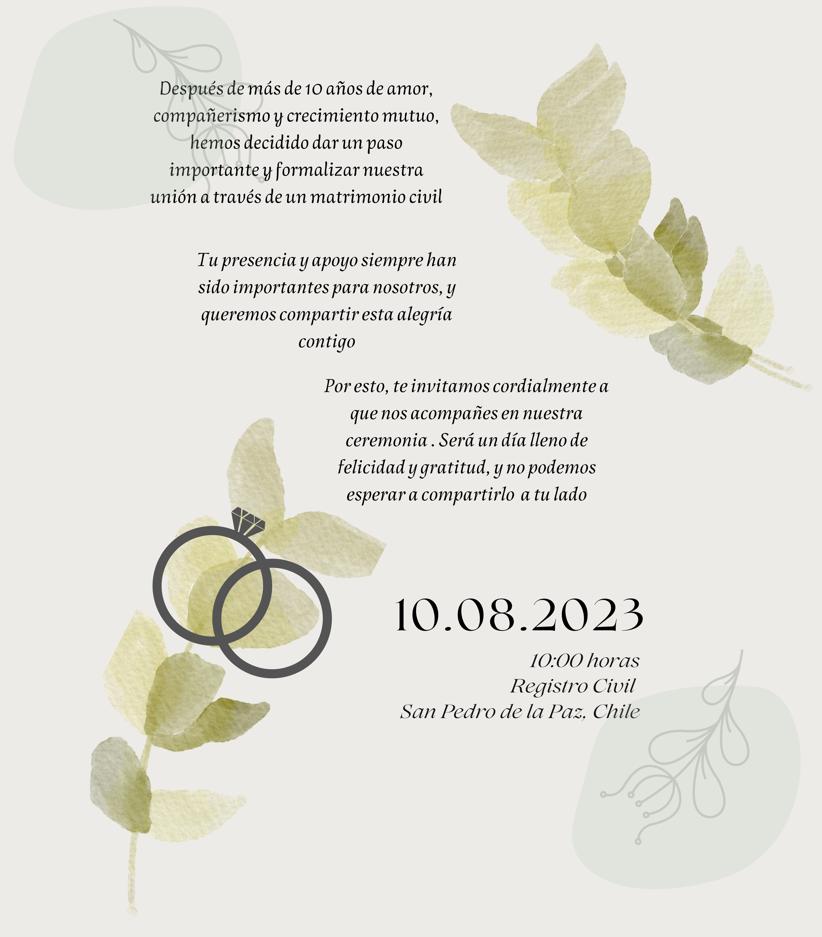 Después de más de 10 años de amor,
compañerismo y crecimiento mutuo,
hemos decidido dar un paso
importante y formalizar nuestra
unión a través de un matrimonio civil
Tu presencia y apoyo siempre han
sido importantes para nosotros, y
queremos compartir esta alegría
contigo
Por esto, te invitamos cordialmente a
que nos acompañes en nuestra
ceremonia . Será un día lleno de
felicidad y gratitud, y no podemos
esperar a compartirlo a tu lado
10.08.2023
10:00 horas
Registro Civil
San Pedro de la Paz, Chile